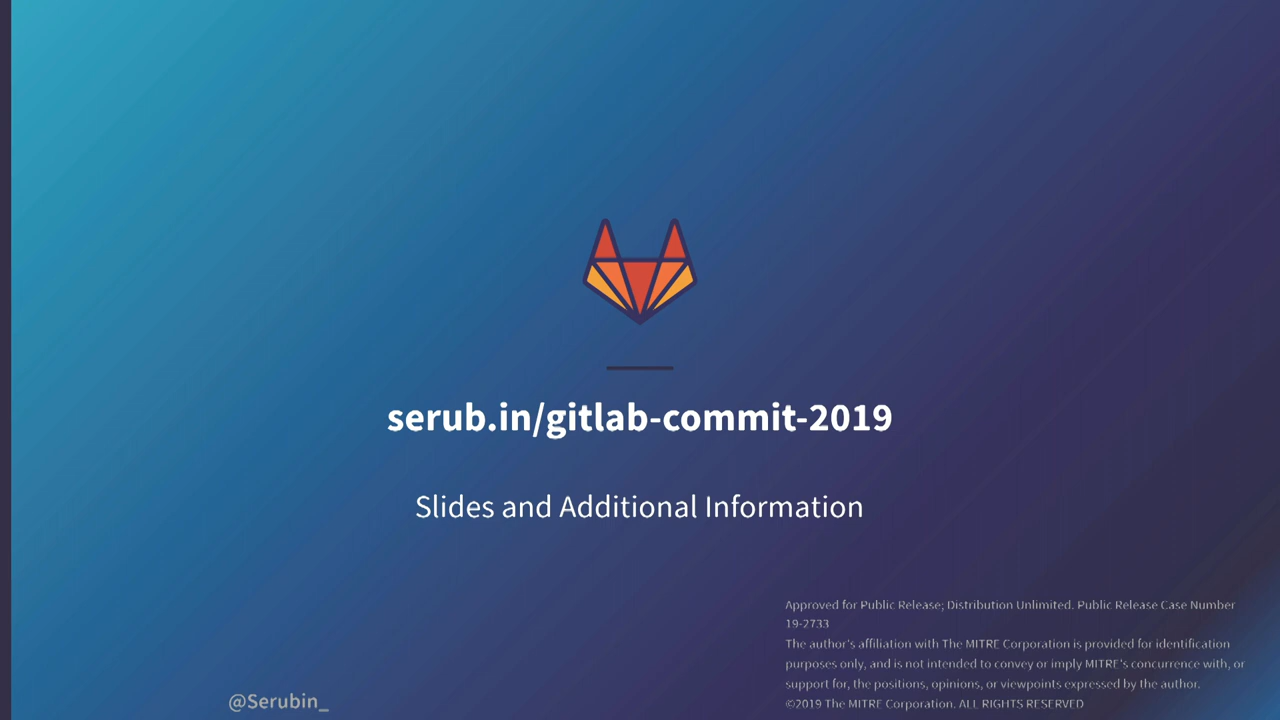 serub.in/gitlab-commit-2019
Slides and Additional Information
Approved for Public Release; Distribution Unlimited. Public Release Case Number
19-2733
The author's affiliation with The MITRE Corporation is provided for identification
purposes only, and is not intended to convey or imply MITRE's concurrence with, or
support for, the positions, opinions, or viewpoints expressed by the author.
©2019 The MITRE Corporation. ALL RIGHTS RESERVED
@Serubin_